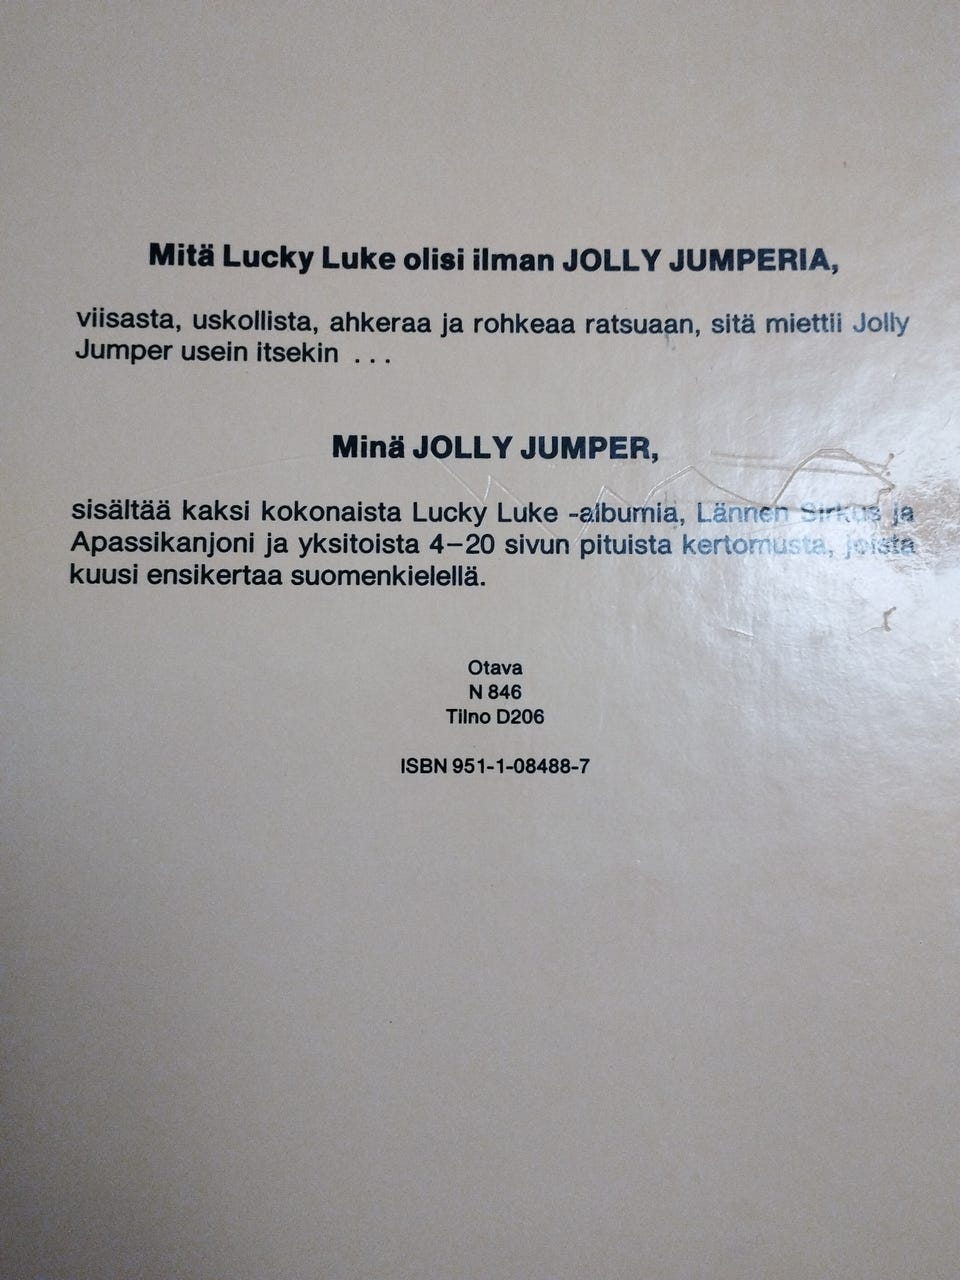 Mitä Lucky Luke olisi ilman JOLLY JUMPERIA,
viisasta, uskollista, ahkeraa ja rohkeaa ratsuaan, sitä miettii Jolly
Jumper usein itsekin ...
Minä JOLLY JUMPER,
sisältää kaksi kokonaista Lucky Luke -albumia, Lännen Sirkus ja
Apassikanjoni ja yksitoista 4–20 sivun pituista kertomusta, joista
kuusi ensikertaa suomenkielellä.
Otava
N 846
Tilno D206
ISBN 951-1-08488-7